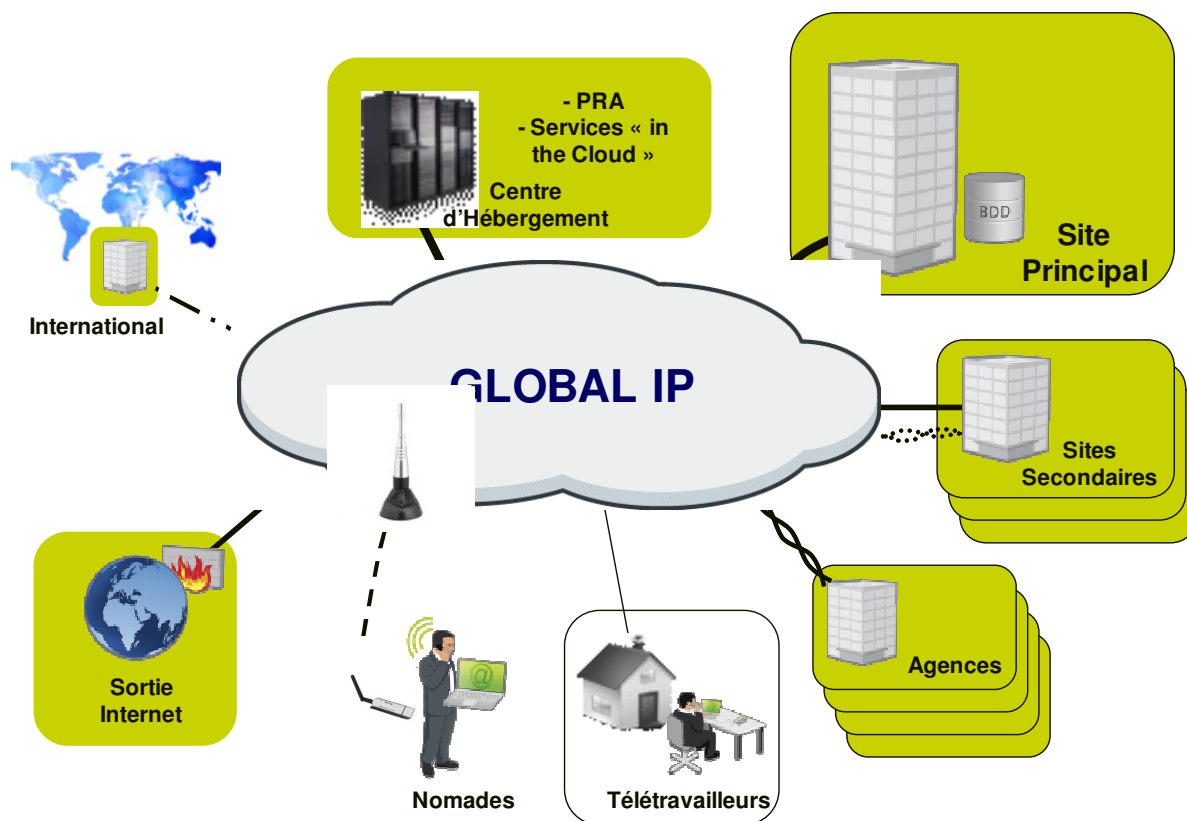 - PRA
- Services « in
the Cloud »
Centre
d'Hébergement
BDD
Site
Principal
International
GLOBAL IP
Sites
Secondaires
Sortie
Internet
@
Agences
Nomades
Télétravailleurs